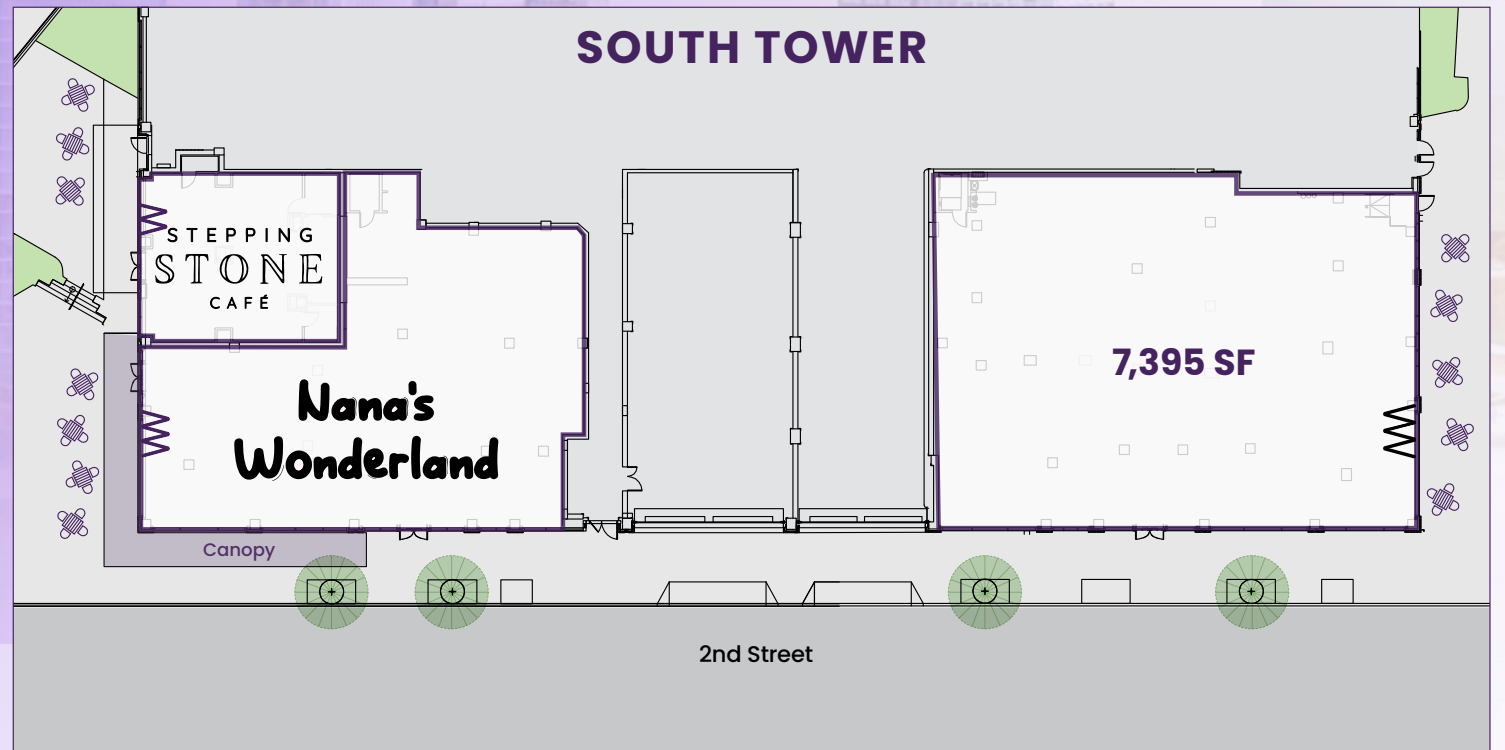 SOUTH TOWER
STEPPING
STONE
CAFÉ
7,395 SF
Nana's
Wonderland
Canopy
2nd Street